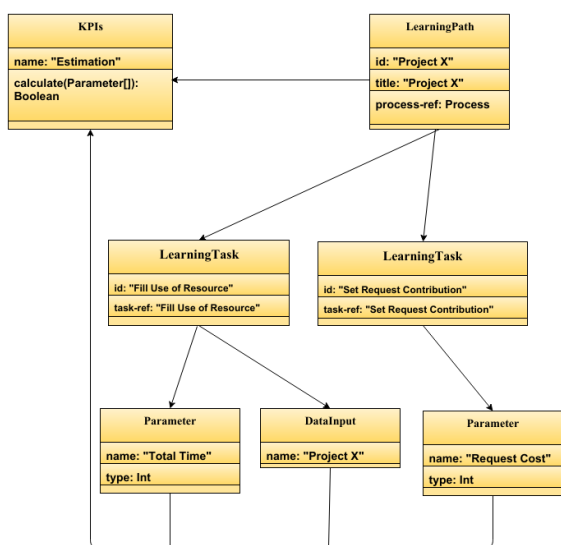 KPIs
name: "Estimation"
calculate(Parameter[]):
Boolean
LearningPath
id: "Project X"
title: "Project X"
process-ref: Process
LearningTask
id: "Fill Use of Resource"
task-ref: "Fill Use of Resource"
LearningTask
id: "Set Request Contribution"
task-ref: "Set Request Contribution"
Parameter
name: "Total Time"
type: Int
DataInput
name: "Project X"
Parameter
name: "Request Cost"
type: Int